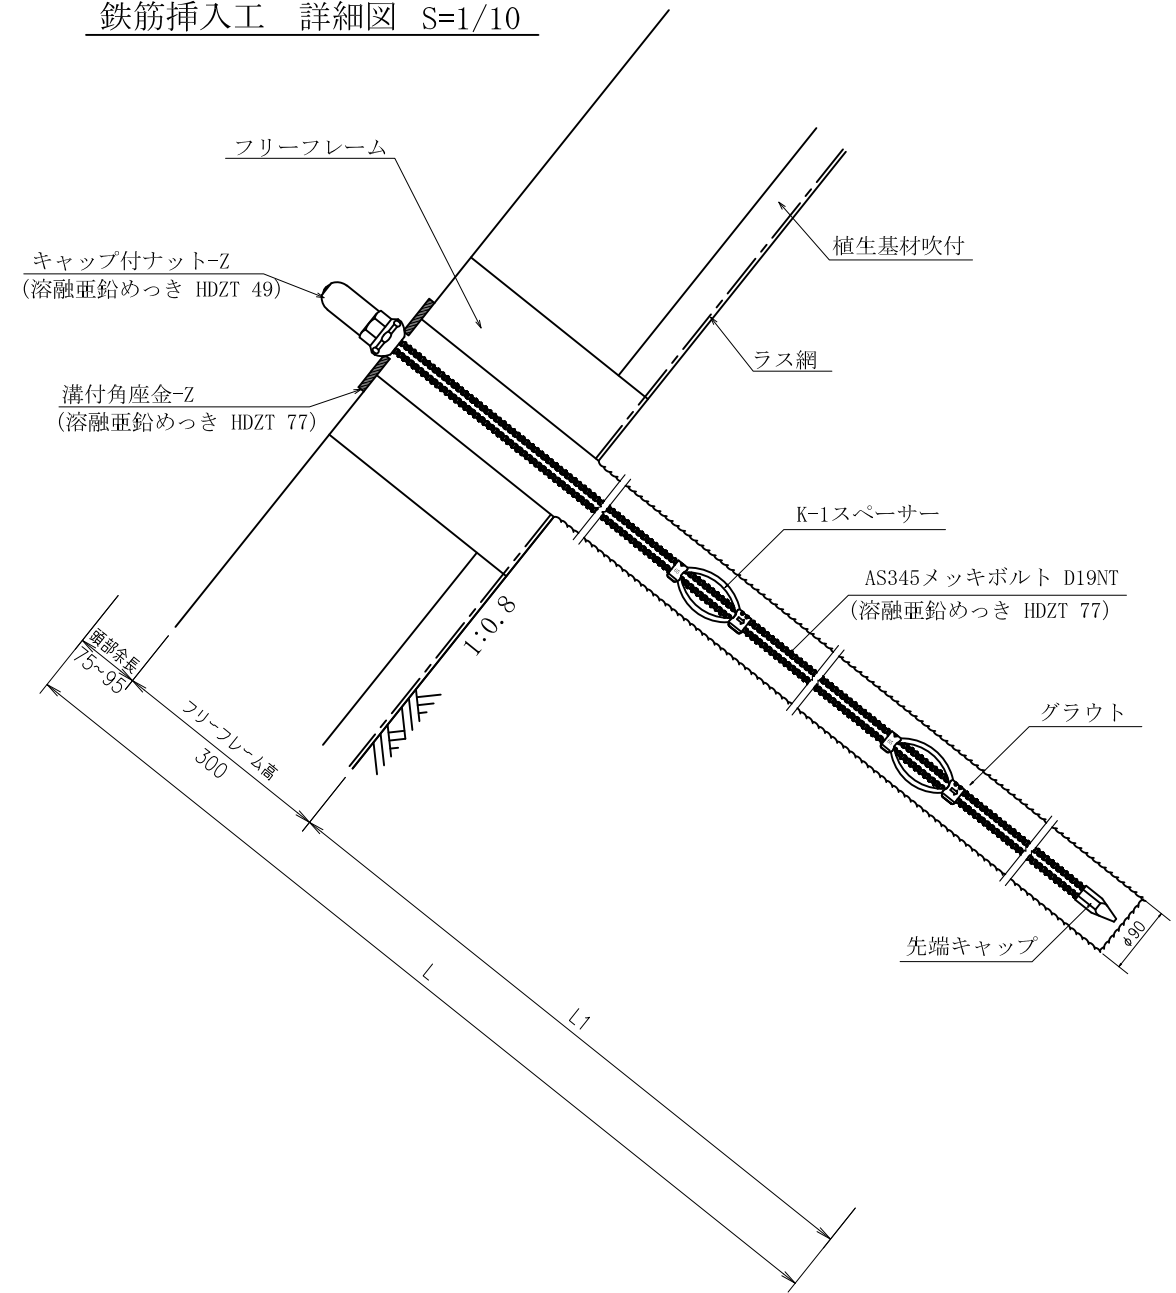 鉄筋挿入工　詳細図 S=1/10
フリーフレーム
植生基材吹付
キャップ付ナット-Z
(溶融亜鉛めっき HDZT 49)
ラス網
溝付角座金-Z
(溶融亜鉛めっき HDZT 77)
K-1スペーサー
AS345メッキボルト D19NT
(溶融亜鉛めっき HDZT 77)
1:0.8
頭部余長
75~95
フリーフレーム高
300
グラウト
先端キャップ
φ90
L
L1